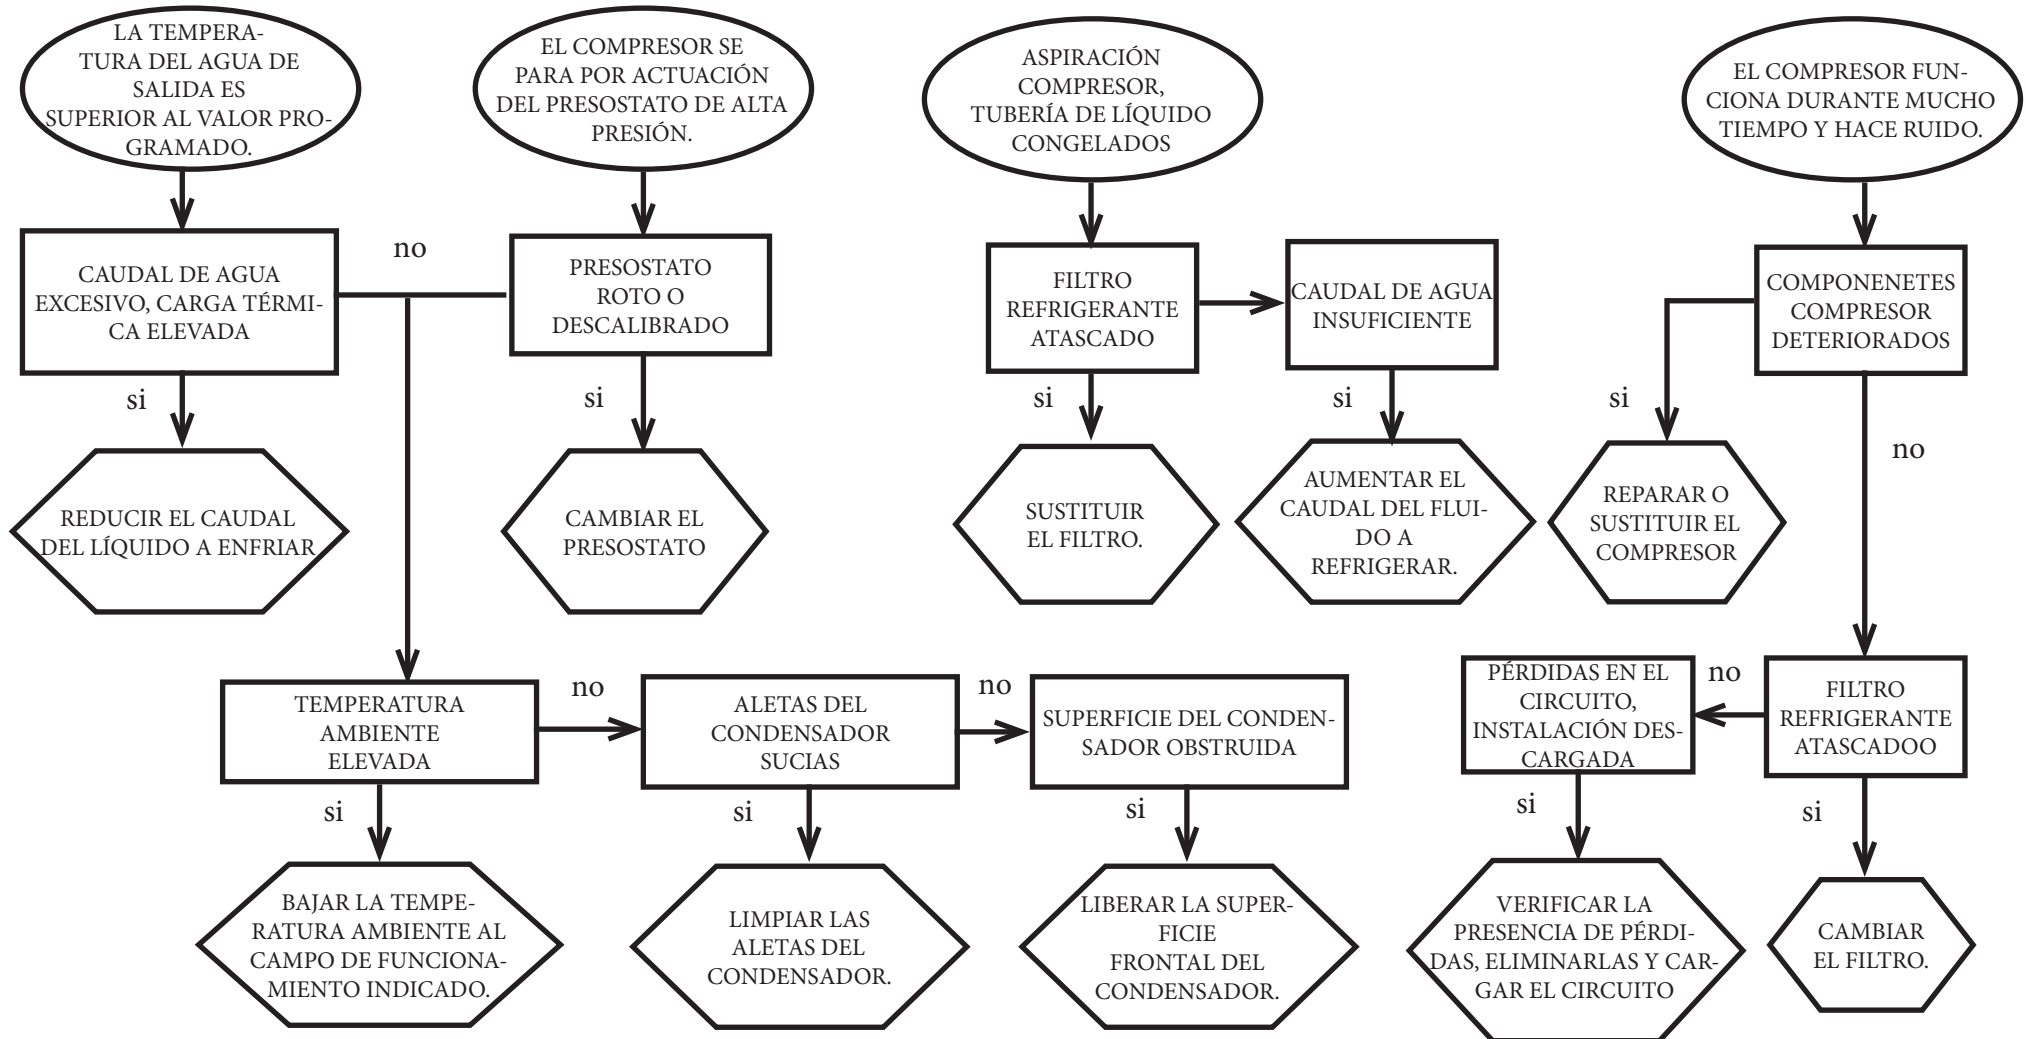 LA TEMPERA-
TURA DEL AGUA DE
SALIDA ES
SUPERIOR AL VALOR PRO-
GRAMADO.
EL COMPRESOR SE
PARA POR ACTUACIÓN
DEL PRESOSTATO DE ALTA
PRESIÓN.
ASPIRACIÓN
COMPRESOR,
TUBERÍA DE LÍQUIDO
CONGELADOS
EL COMPRESOR FUN-
CIONA DURANTE MUCHO
TIEMPO Y HACE RUIDO.
CAUDAL DE AGUA
EXCESIVO, CARGA TÉRMI-
CA ELEVADA
no
PRESOSTATO
ROTO O
DESCALIBRADO
FILTRO
REFRIGERANTE
ATASCADO
CAUDAL DE AGUA
INSUFICIENTE
COMPONENETES
COMPRESOR
DETERIORADOS
si
si
si
si
si
no
REDUCIR EL CAUDAL
DEL LÍQUIDO A ENFRIAR
CAMBIAR EL
PRESOSTATO
SUSTITUIR
EL FILTRO.
AUMENTAR EL
CAUDAL DEL FLUI-
DO A
REFRIGERAR.
REPARAR O
SUSTITUIR EL
COMPRESOR
TEMPERATURA
AMBIENTE
ELEVADA
no
ALETAS DEL
CONDENSADOR
SUCIAS
no
SUPERFICIE DEL CONDEN-
SADOR OBSTRUIDA
PÉRDIDAS EN EL
CIRCUITO,
INSTALACIÓN DES-
CARGADA
no
FILTRO
REFRIGERANTE
ATASCADOO
si
si
si
si
si
BAJAR LA TEMPE-
RATURA AMBIENTE AL
CAMPO DE FUNCIONA-
MIENTO INDICADO.
LIMPIAR LAS
ALETAS DEL
CONDENSADOR.
LIBERAR LA SUPER-
FICIE
FRONTAL DEL
CONDENSADOR.
VERIFICAR LA
PRESENCIA DE PÉRDI-
DAS, ELIMINARLAS Y CAR-
GAR EL CIRCUITO
CAMBIAR
EL FILTRO.